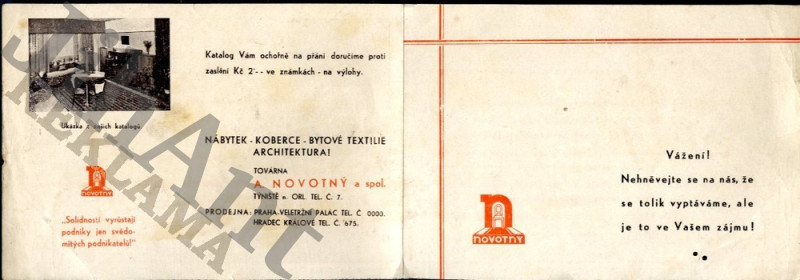 Katalog Vám ochotně na přání doručíme proti
zaslání Kč 2·-- ve známkách - na výlohy.
Ukázka z našich katalogů.
NÁBYTEK - KOBERCE - BYTOVÉ TEXTILIE
ARCHITEKTURA!
TOVÁRNA
A. NOVOTNÝ a spol.
TÝNIŠTĚ n. ORL. TEL. Č. 7.
PRODEJNA: PRAHA-VELETRŽNÍ PALÁC TEL. Č 0000.
HRADEC KRÁLOVÉ TEL. Č. 675.
n
NOVOTNÝ
„Solidností vyrůstají
podniky jen svědo-
mitých podnikatelů!"
n
NOVOTNÝ
Vážení!
Nehněvejte se na nás, že
se tolik vyptáváme, ale
je to ve Vašem zájmu!
REKLAMA